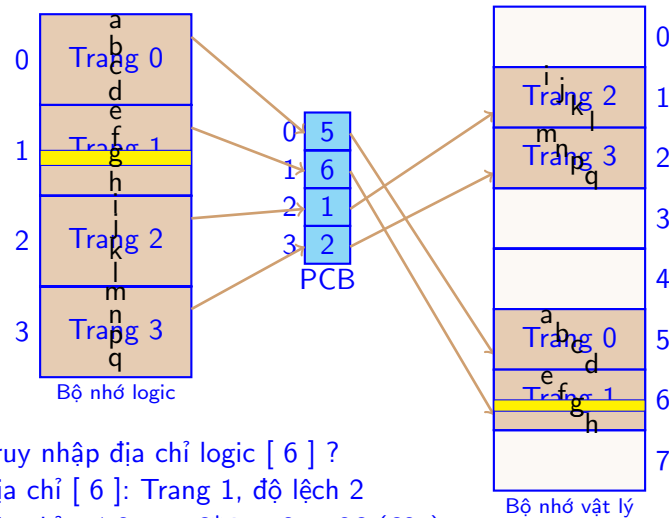 a
b
0 Trang 0
c
d
e
f
1 Trang 1
g
h
i
j
2 Trang 2
k
l
m
n
3 Trang 3
p
q
Bộ nhớ logic
0 5
1 6
2 1
3 2
PCB
0
i j k l
Trang 2 1
m n p q
Trang 3 2
3
4
a b c d
Trang 0 5
e f g h
Trang 1 6
7
Bộ nhớ vật lý
ruy nhập địa chỉ logic [ 6 ] ?
ịa chỉ [ 6 ]: Trang 1, độ lệch 2